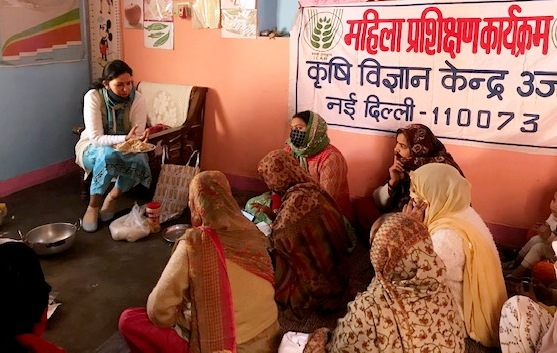 महिला प्रशिक्षण कार्यक्रम
कृषि विज्ञान केन्द्र
नई दिल्ली - 110073